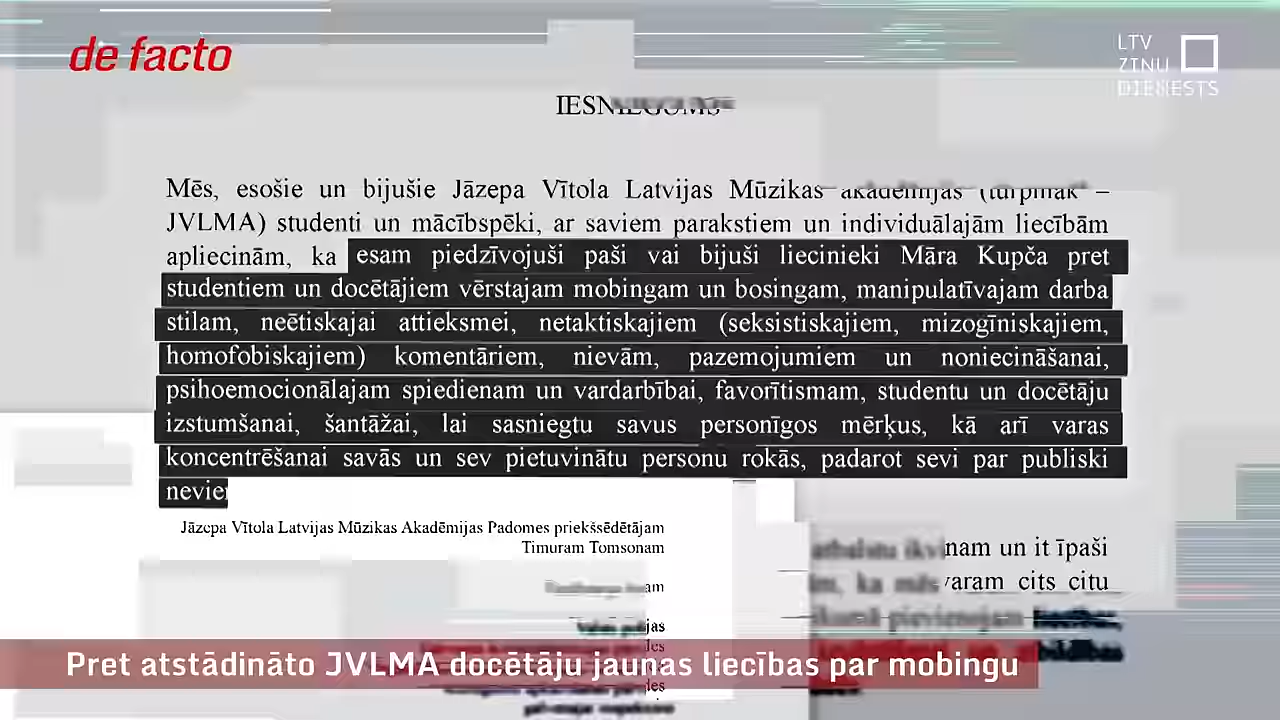 de facto
LTV
ZIŅU
DIENESTS
IESNIEGUMS
Mēs, esošie un bijušie Jāzepa Vītola Latvijas Mūzikas akadēmijas (turpmāk –
JVLMA) studenti un mācībspēki, ar saviem parakstiem un individuālajām liecībām
apliecinām, ka esam piedzīvojuši paši vai bijuši liecinieki Māra Kupča pret
studentiem un docētājiem vērstajam mobingam un bosingam, manipulatīvajam darba
stilam, neētiskajai attieksmei, netaktiskajiem (seksistiskajiem, mizogīniskajiem,
homofobiskajiem) komentāriem, nievām, pazemojumiem un noniecināšanai,
psihoemocionālajam spiedienam un vardarbībai, favorītismam, studentu un docētāju
izstumšanai, šantāžai, lai sasniegtu savus personīgos mērķus, kā arī varas
koncentrēšanai savās un sev pietuvinātu personu rokās, padarot sevi par publiski
Jāzepa Vītola Latvijas Mūzikas Akadēmijas Padomes priekšsēdētājam
Timuram Tomsonam
un it īpaši
varam cits citu
Pret atstādināto JVLMA docētāju jaunas liecības par mobingu